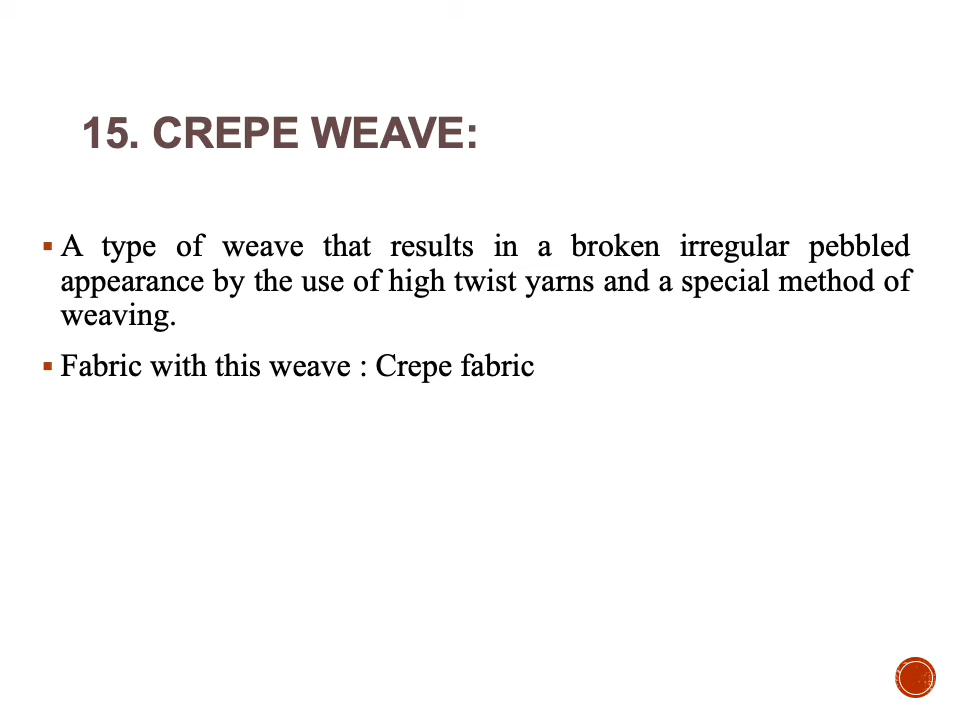 15. CREPE WEAVE:
▪ A type of weave that results in a broken irregular pebbled
appearance by the use of high twist yarns and a special method of
weaving.
▪ Fabric with this weave : Crepe fabric